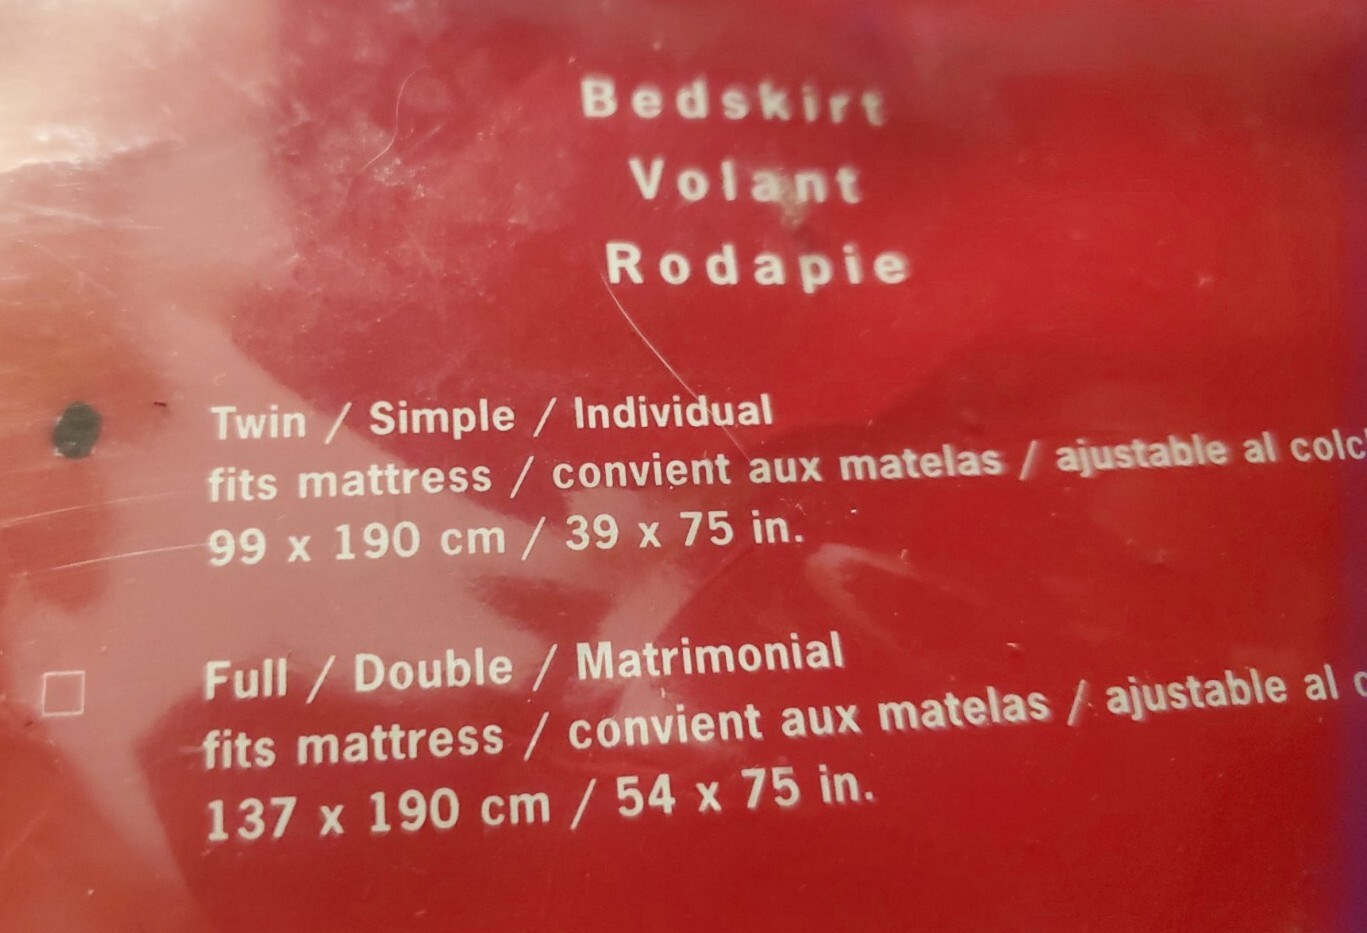 Bedskirt
Volant
Rodapie
Twin / Simple / Individual
fits mattress / convient aux matelas / ajustable al
99 x 190 cm / 39 x 75 in.
Full / Double / Matrimonial
fits mattress / convient aux matelas / ajustable al
137 x 190 cm / 54 x 75 in.